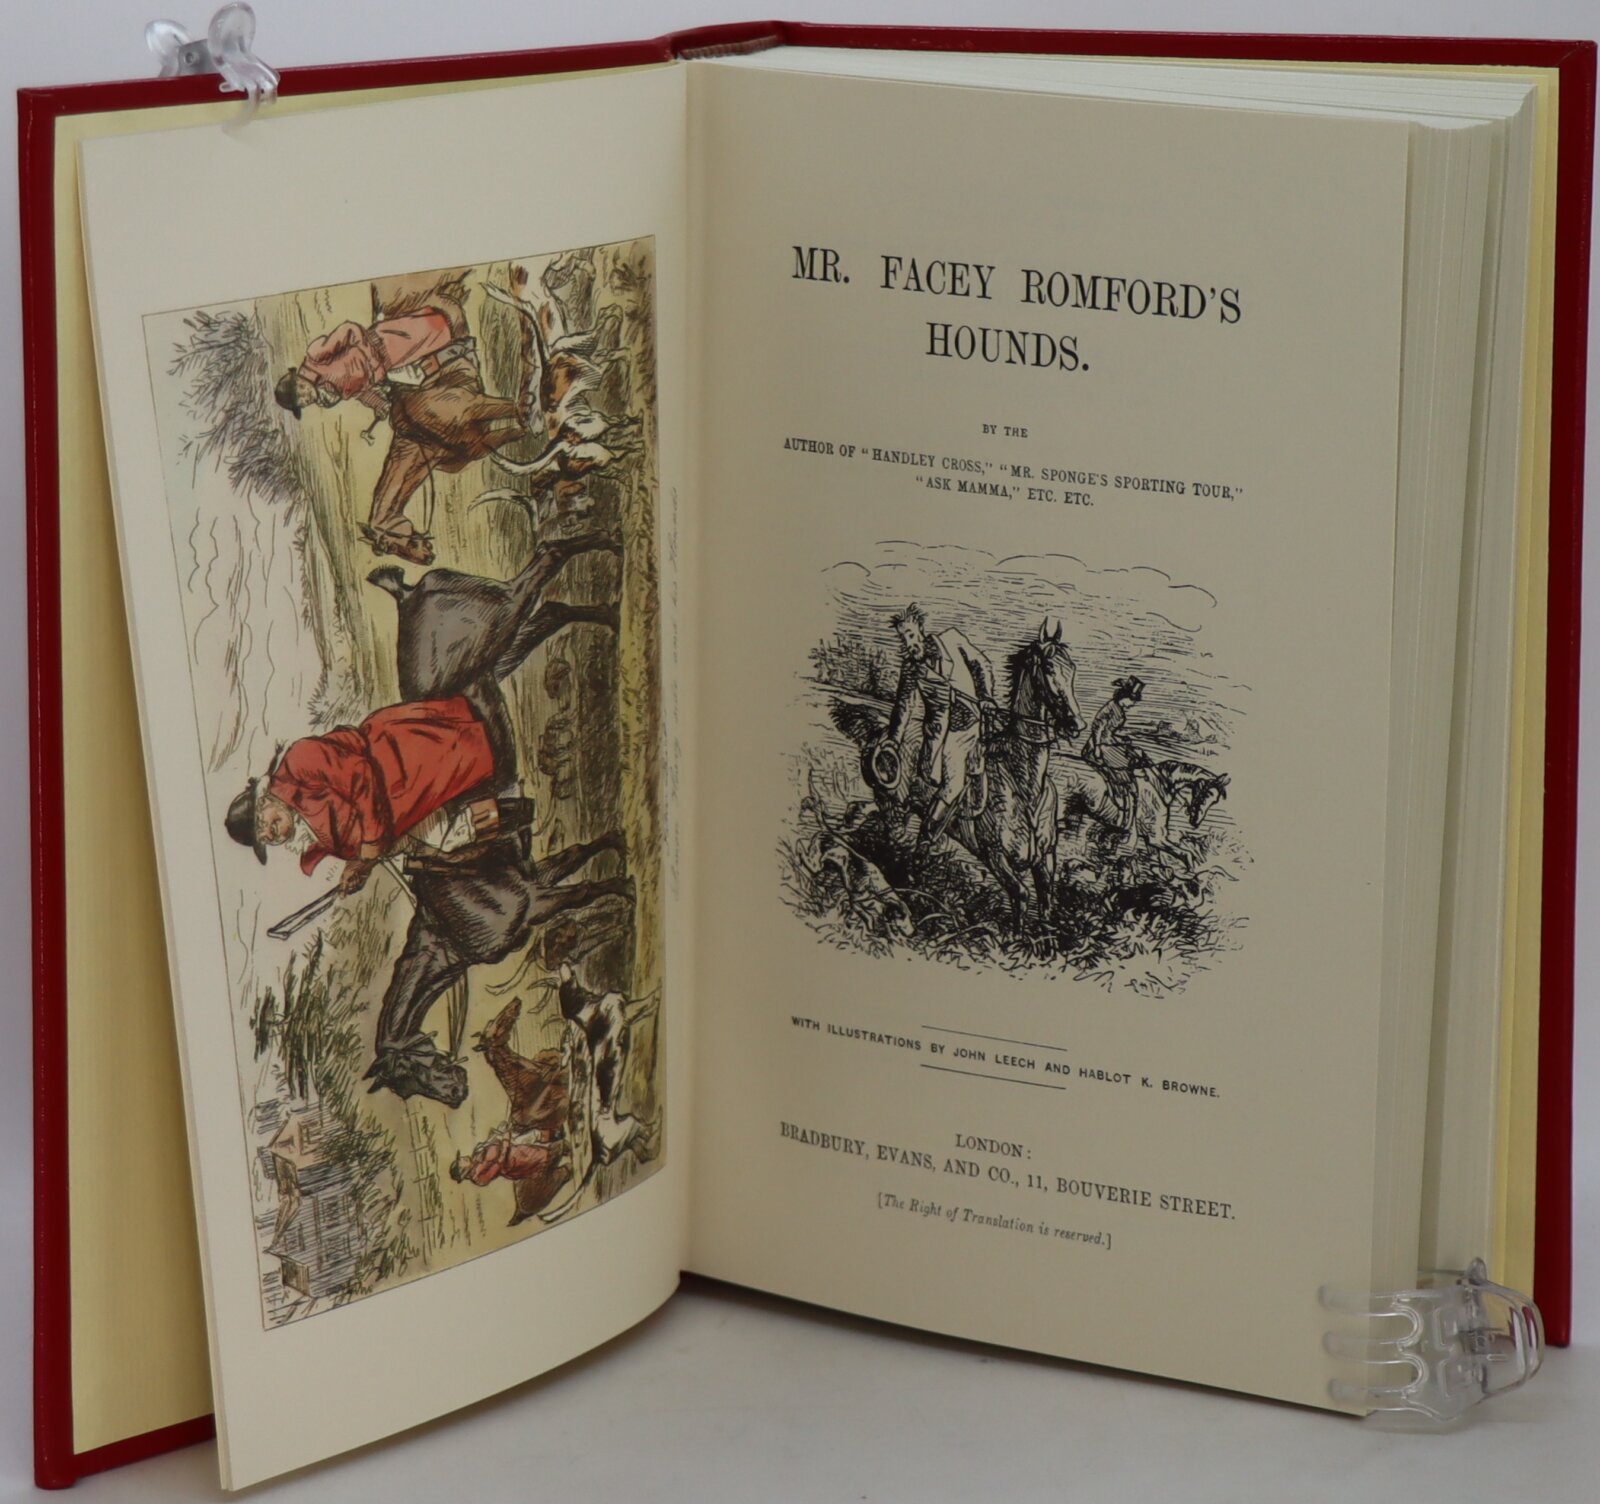 MR. FACEY ROMFORD'S
HOUNDS.
BY THE
AUTHOR OF "HANDLEY CROSS," "MR. SPONGE'S SPORTING TOUR,"
"ASK MAMMA," ETC. ETC.
WITH ILLUSTRATIONS BY JOHN LEECH AND HABLOT K. BROWNE.
LONDON:
BRADBURY, EVANS, AND CO., 11, BOUVERIE STREET.
[The Right of Translation is reserved.]